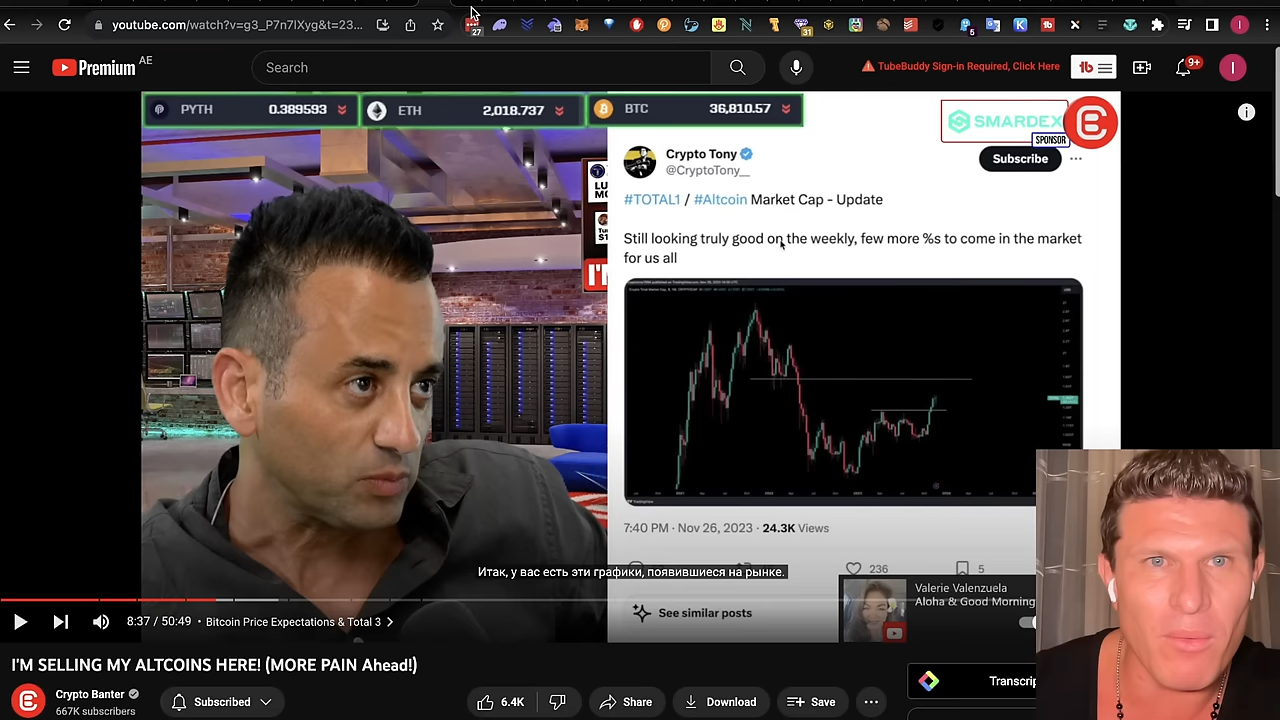 youtube.com/watch?v=g3_P7n7lXyg&t=23...
27
31
5
Premium AE
Search
TubeBuddy Sign-in Required, Click Here
9+
PYTH 0.389593
ETH 2,018.737
BTC 36,810.57
SMARDEX
SPONSOR
Crypto Tony
@CryptoTony__
Subscribe
#TOTAL1 / #Altcoin Market Cap - Update
Still looking truly good on the weekly, few more %s to come in the market
for us all
7:40 PM · Nov 26, 2023 · 24.3K Views
236
5
Итак, у вас есть эти графики, появившиеся на рынке.
See similar posts
Valerie Valenzuela
Aloha & Good Morning
8:37 / 50:49 • Bitcoin Price Expectations & Total 3
I'M SELLING MY ALTCOINS HERE! (MORE PAIN Ahead!)
Crypto Banter
667K subscribers
Subscribed
6.4K
Share
Download
Save
Transcrip